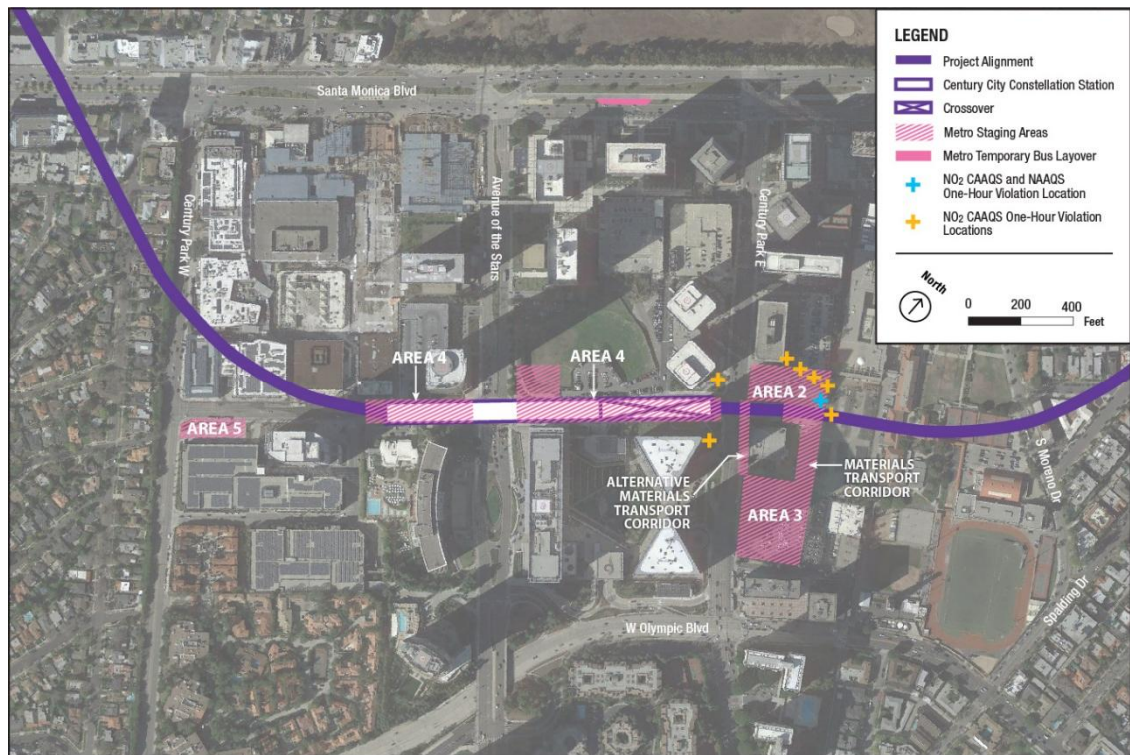 LEGEND
Project Alignment
Century City Constellation Station
Crossover
Metro Staging Areas
Metro Temporary Bus Layover
NO₂ CAAQS and NAAQS
One-Hour Violation Location
NO₂ CAAQS One-Hour Violation
Locations
North
0 200 400
Feet
Santa Monica Blvd
Century Park W
Avenue of the Stars
Century Park E
AREA 4
AREA 4
AREA 2
AREA 5
ALTERNATIVE
MATERIALS
TRANSPORT
CORRIDOR
MATERIALS
TRANSPORT
CORRIDOR
AREA 3
S Moreno Dr
Spalding Dr
W Olympic Blvd